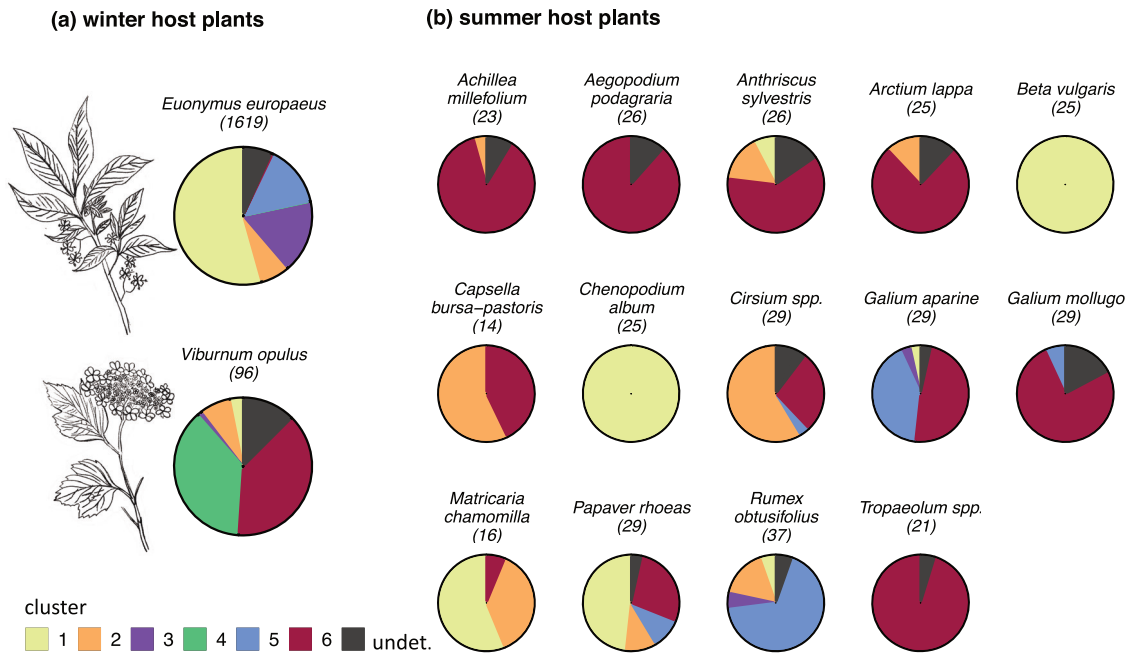 (a) winter host plants
Euonymus europaeus
(1619)
Viburnum opulus
(96)
cluster
1 2 3 4 5 6 undet.
(b) summer host plants
Achillea
millefolium
(23)
Aegopodium
podagraria
(26)
Anthriscus
sylvestris
(26)
Arctium lappa
(25)
Beta vulgaris
(25)
Capsella
bursa−pastoris
(14)
Chenopodium
album
(25)
Cirsium spp.
(29)
Galium aparine
(29)
Galium mollugo
(29)
Matricaria
chamomilla
(16)
Papaver rhoeas
(29)
Rumex
obtusifolius
(37)
Tropaeolum spp.
(21)